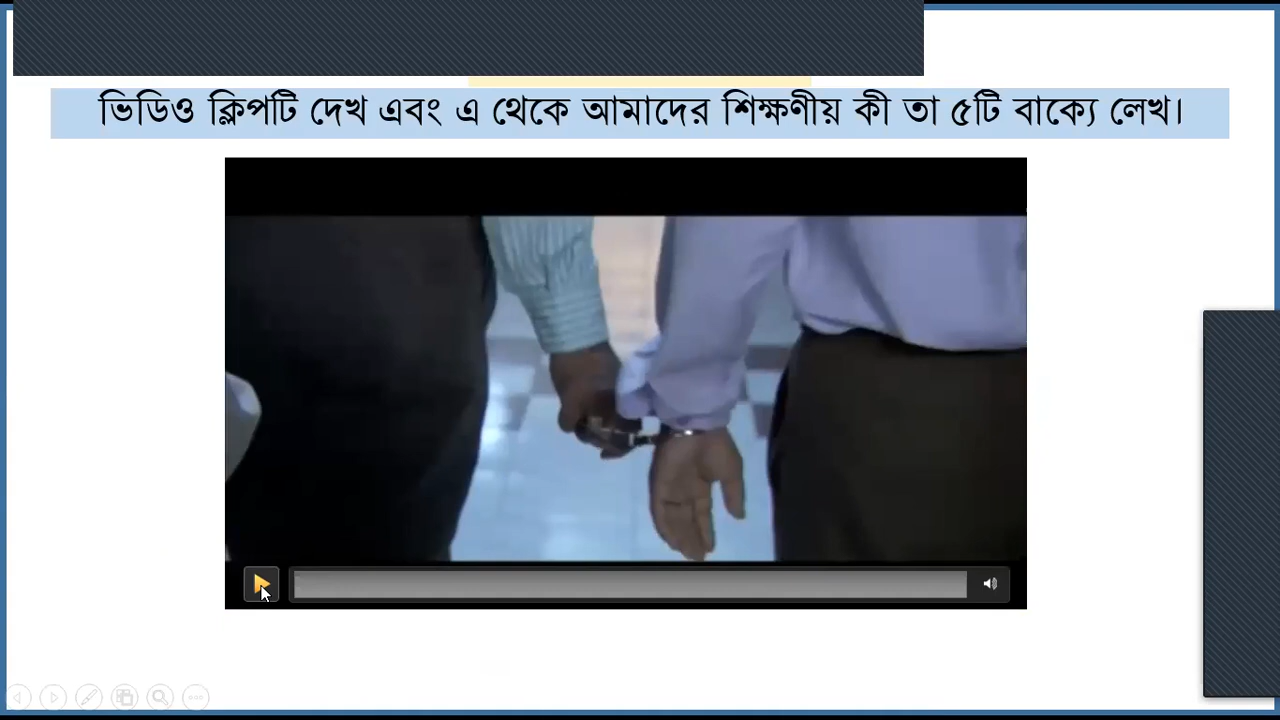 ভিডিও ক্লিপটি দেখ এবং এ থেকে আমাদের শিক্ষণীয় কী তা ৫টি বাক্যে লেখ।